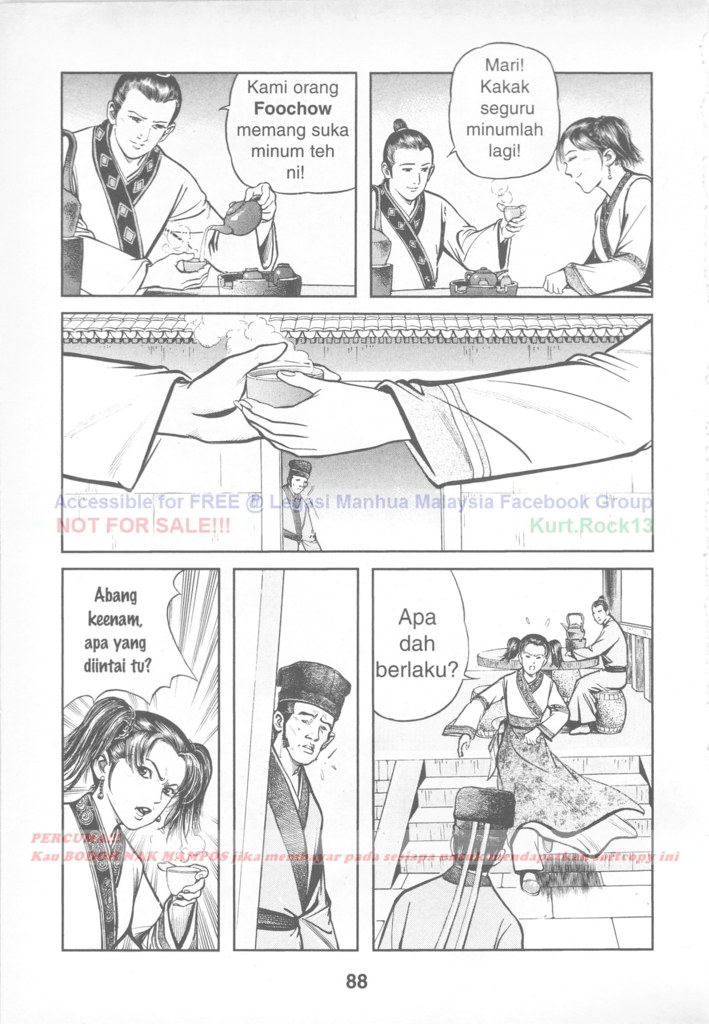 Kami orang
Foochow
memang suka
minum teh
ni!
Mari!
Kakak
seguru
minumlah
lagi!
Accessible for FREE @ Legasi Manhua Malaysia Facebook Group
NOT FOR SALE!!!
Kurt.Rock13
Abang
keenam,
apa yang
diintai tu?
Apa
dah
berlaku?
PERCUMA!!!
Kau BODOH NAK MAMPOS jika membayar pada sesiapa untuk mendapatkan softcopy ini
88